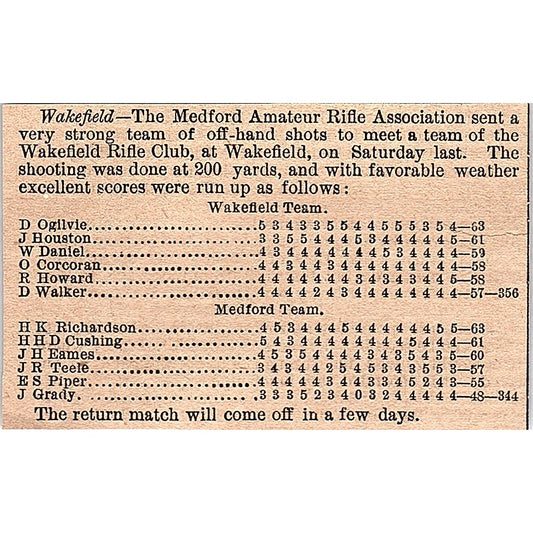 Wakefield—The Medford Amateur Rifle Association sent a
very strong team of off-hand shots to meet a team of the
Wakefield Rifle Club, at Wakefield, on Saturday last. The
shooting was done at 200 yards, and with favorable weather
excellent scores were run up as follows:
Wakefield Team.
D Ogilvie..............................5 3 4 3 3 5 5 4 4 5 5 5 3 5 4—63
J Houston..............................3 3 5 5 4 4 4 5 3 4 4 4 4 4 5—61
W Daniel..............................4 3 4 4 4 4 4 4 4 5 3 4 4 4 4—59
O Corcoran..............................4 4 3 4 4 3 4 4 4 4 4 4 4 4 4—58
R Howard..............................4 4 4 4 4 4 4 3 4 3 4 3 4 4 5—58
D Walker..............................4 4 4 4 2 4 3 4 4 4 4 4 4 4 4—57—356
Medford Team.
H K Richardson....................4 5 3 4 4 4 5 4 4 4 4 4 4 5 5—63
H H D Cushing......................5 4 3 4 4 4 4 4 4 4 4 5 4 4 4—61
J H Eames..............................4 5 3 5 4 4 4 4 3 4 3 5 4 3 5—60
J R Teele..............................3 4 3 4 4 2 5 4 5 3 4 3 5 5 3—57
E S Piper..............................4 4 4 4 4 3 4 4 3 3 4 5 2 4 3—55
J Grady..............................3 3 3 5 2 3 4 0 3 2 4 4 4 4 4—48—344
The return match will come off in a few days.